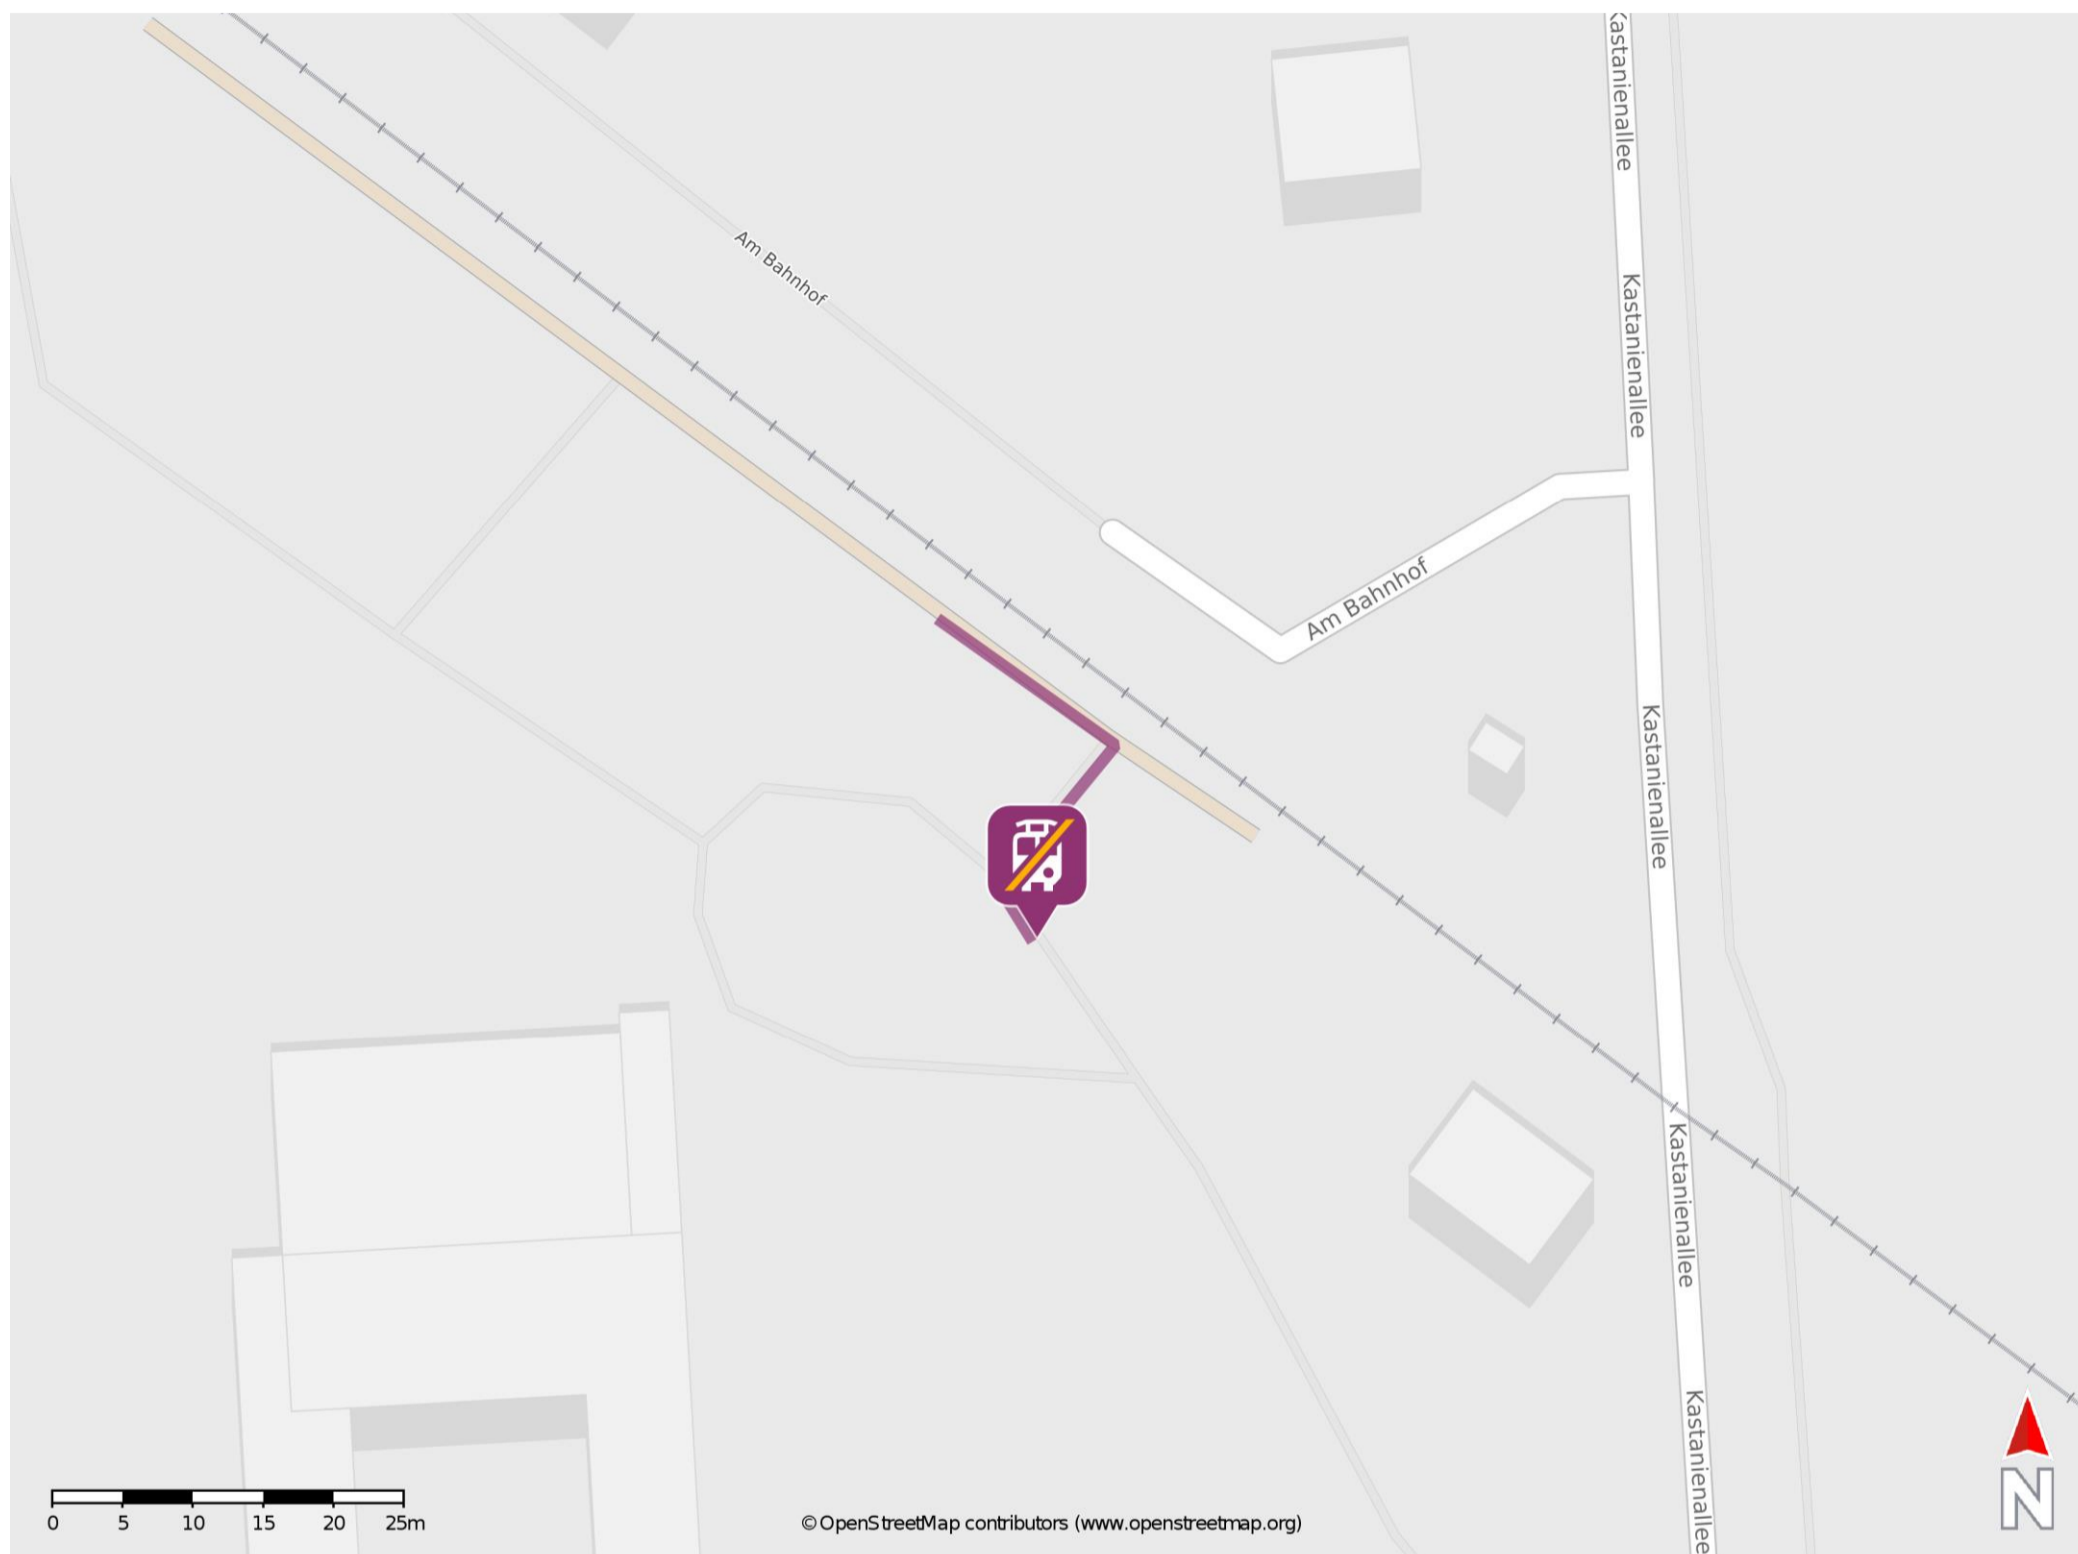 Kastanienallee
Am Bahnhof
Kastanienallee
Am Bahnhof
Kastanienallee
Kastanienallee
Kastanienallee
0 5 10 15 20 25m
© OpenStreetMap contributors (www.openstreetmap.org)
N